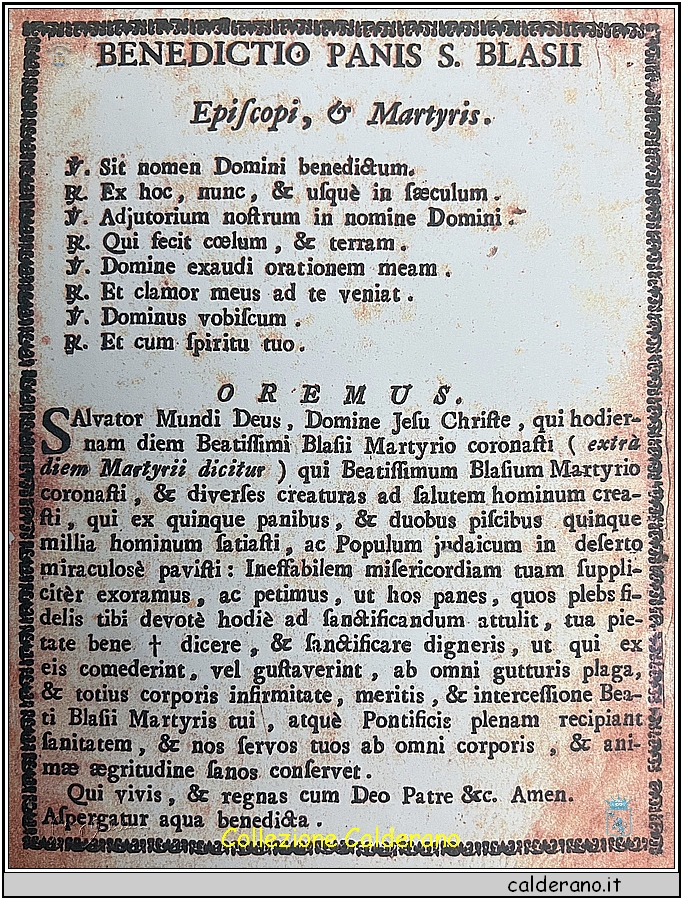 BENEDICTIO PANIS S. BLASII
Epiſcopi, & Martyris.
℣. Sit nomen Domini benedictum.
℟. Ex hoc, nunc, & uſquè in ſæculum.
℣. Adjutorium noſtrum in nomine Domini.
℟. Qui fecit cœlum, & terram.
℣. Domine exaudi orationem meam.
℟. Et clamor meus ad te veniat.
℣. Dominus vobiſcum.
℟. Et cum ſpiritu tuo.
OREMUS.
SAlvator Mundi Deus, Domine Jeſu Chriſte, qui hodier-
nam diem Beatiſſimi Blaſii Martyrio coronaſti ( extrà
diem Martyrii dicitur ) qui Beatiſſimum Blaſium Martyrio
coronaſti, & diverſes creaturas ad ſalutem hominum crea-
ſti, qui ex quinque panibus, & duobus piſcibus quinque
millia hominum ſatiaſti, ac Populum judaicum in deſerto
miraculosè paviſti: Ineffabilem miſericordiam tuam ſuppli-
citèr exoramus, ac petimus, ut hos panes, quos plebs fi-
delis tibi devotè hodiè ad ſanctificandum attulit, tua pie-
tate bene † dicere, & ſanctificare digneris, ut qui ex
eis comederint, vel guſtaverint, ab omni gutturis plaga,
& totius corporis infirmitate, meritis, & interceſſione Bea-
ti Blaſii Martyris tui, atquè Pontificis plenam recipiant
ſanitatem, & nos ſervos tuos ab omni corporis, & ani-
mæ ægritudine ſanos conſervet.
Qui vivis, & regnas cum Deo Patre &c. Amen.
Aſpergatur aqua benedicta.
Collezione Calderano
calderano.it